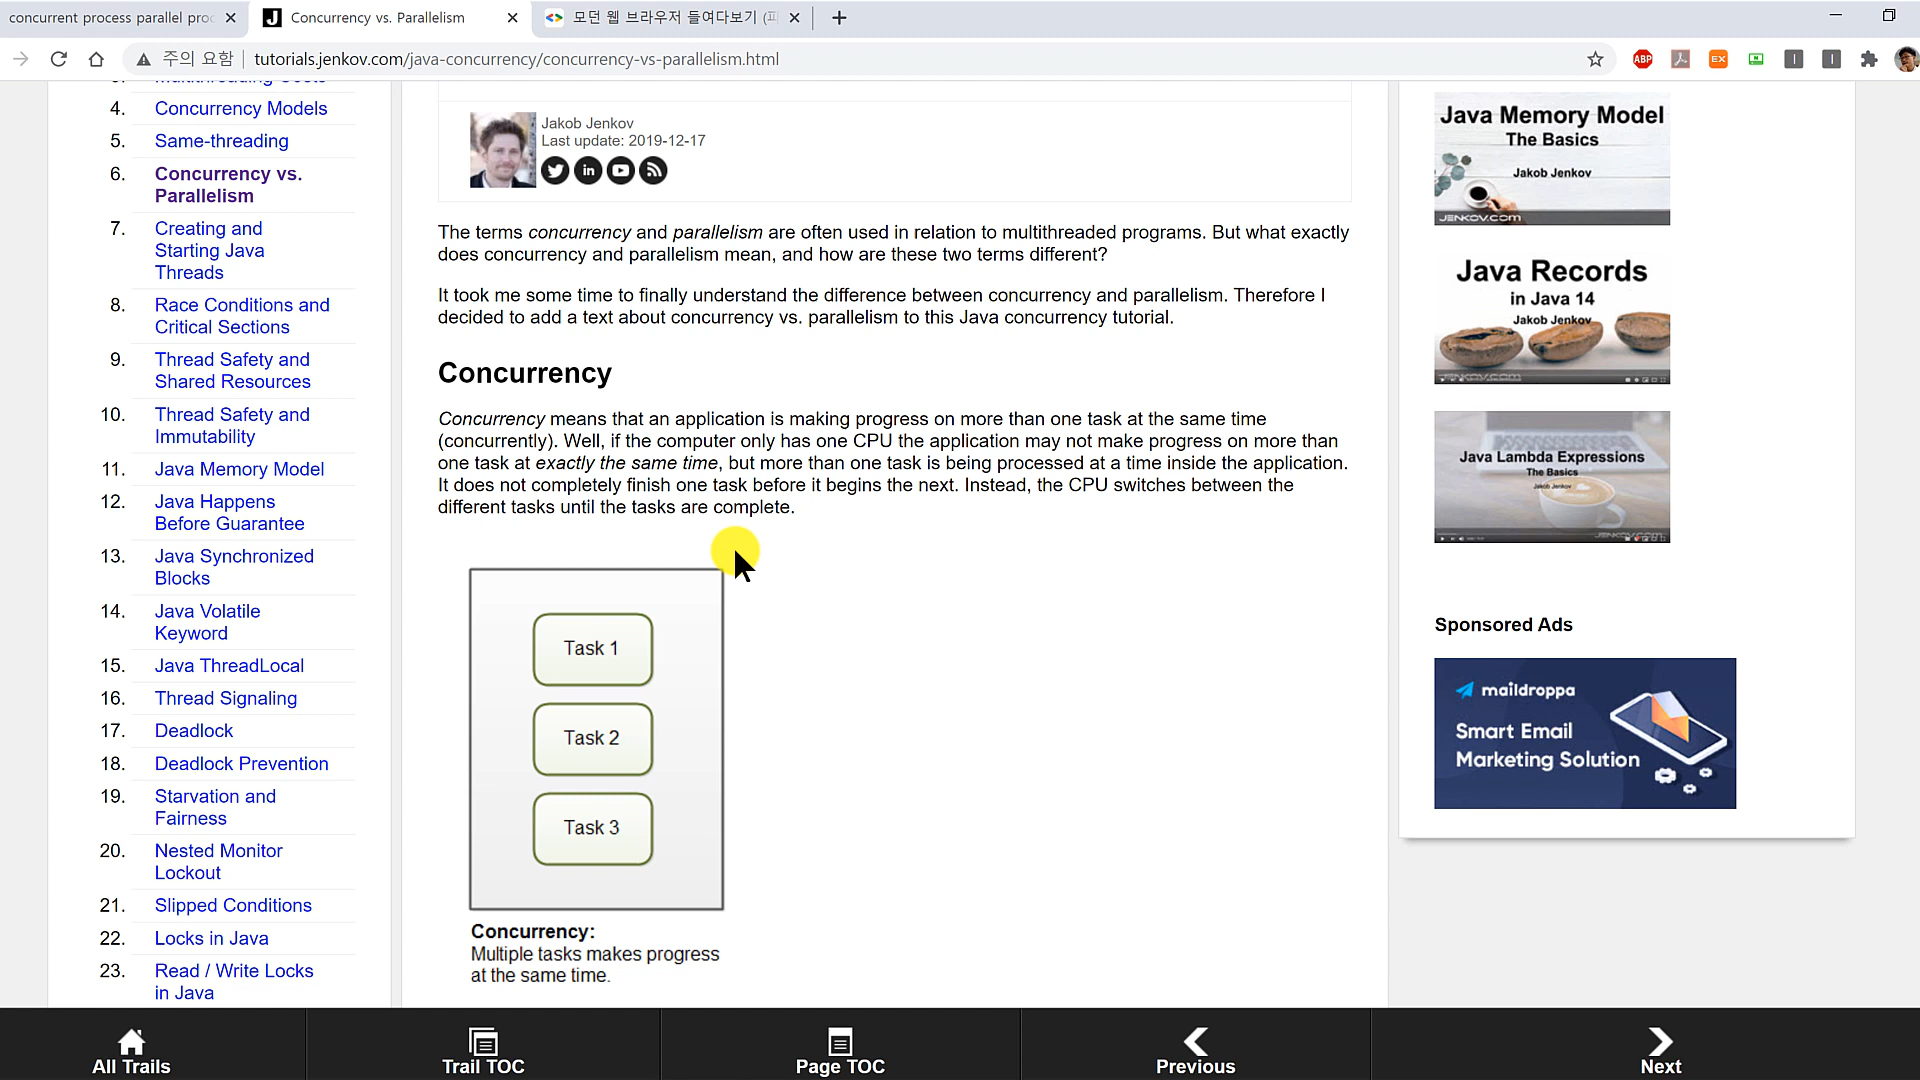 concurrent process parallel proc
Concurrency vs. Parallelism
모던 웹 브라우저 들여다보기 (파
주의 요함
tutorials.jenkov.com/java-concurrency/concurrency-vs-parallelism.html
ABP
EX
4. Concurrency Models
5. Same-threading
6. Concurrency vs.
Parallelism
7. Creating and
Starting Java
Threads
8. Race Conditions and
Critical Sections
9. Thread Safety and
Shared Resources
10. Thread Safety and
Immutability
11. Java Memory Model
12. Java Happens
Before Guarantee
13. Java Synchronized
Blocks
14. Java Volatile
Keyword
15. Java ThreadLocal
16. Thread Signaling
17. Deadlock
18. Deadlock Prevention
19. Starvation and
Fairness
20. Nested Monitor
Lockout
21. Slipped Conditions
22. Locks in Java
23. Read / Write Locks
in Java
Jakob Jenkov
Last update: 2019-12-17
The terms concurrency and parallelism are often used in relation to multithreaded programs. But what exactly
does concurrency and parallelism mean, and how are these two terms different?
It took me some time to finally understand the difference between concurrency and parallelism. Therefore I
decided to add a text about concurrency vs. parallelism to this Java concurrency tutorial.
Concurrency
Concurrency means that an application is making progress on more than one task at the same time
(concurrently). Well, if the computer only has one CPU the application may not make progress on more than
one task at exactly the same time, but more than one task is being processed at a time inside the application.
It does not completely finish one task before it begins the next. Instead, the CPU switches between the
different tasks until the tasks are complete.
Task 1
Task 2
Task 3
Concurrency:
Multiple tasks makes progress
at the same time.
Java Memory Model
The Basics
Jakob Jenkov
JENKOV.COM
Java Records
in Java 14
Jakob Jenkov
JENKOV.COM
Java Lambda Expressions
The Basics
Jakob Jenkov
JENKOV.COM
Sponsored Ads
maildroppa
Smart Email
Marketing Solution
All Trails
Trail TOC
Page TOC
Previous
Next